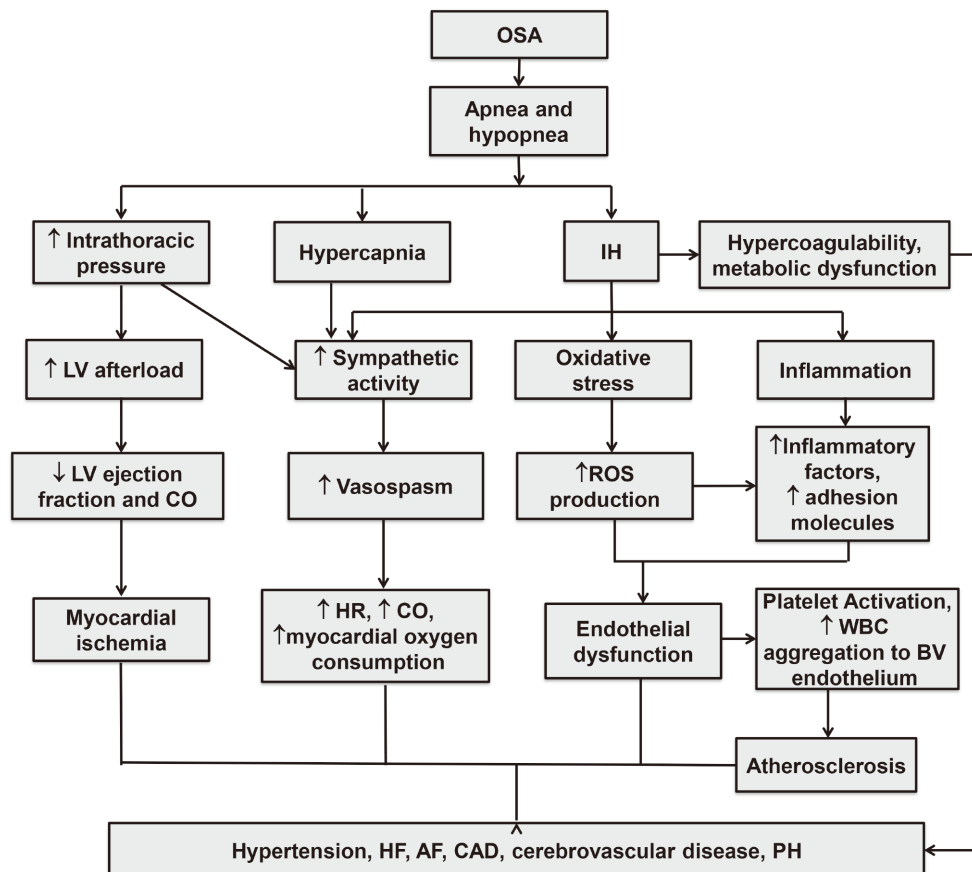 OSA
Apnea and
hypopnea
↑ Intrathoracic
pressure
Hypercapnia
IH
Hypercoagulability,
metabolic dysfunction
↑ LV afterload
↑ Sympathetic
activity
Oxidative
stress
Inflammation
↓ LV ejection
fraction and CO
↑ Vasospasm
↑ROS
production
↑Inflammatory
factors,
↑ adhesion
molecules
Myocardial
ischemia
↑ HR, ↑ CO,
↑myocardial oxygen
consumption
Endothelial
dysfunction
Platelet Activation,
↑ WBC
aggregation to BV
endothelium
Atherosclerosis
Hypertension, HF, AF, CAD, cerebrovascular disease, PH